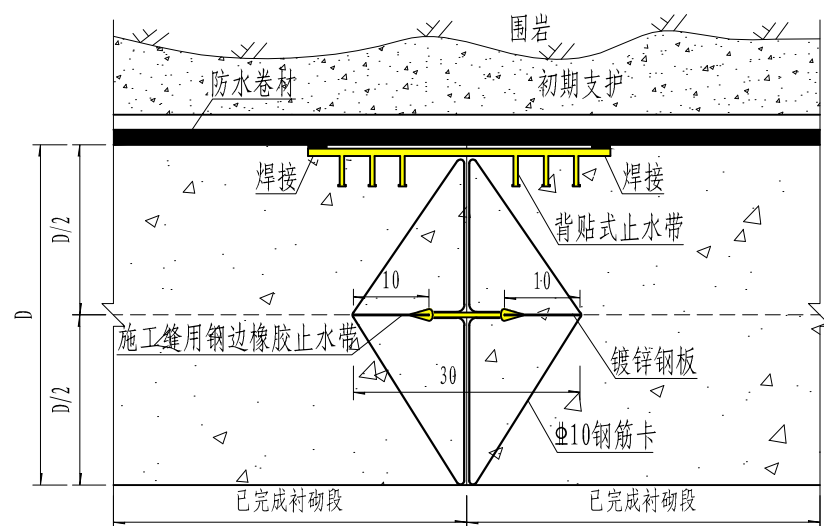 围岩
初期支护
防水卷材
焊接
焊接
背贴式止水带
D/2
10
10
D
施工缝用钢边橡胶止水带
镀锌钢板
30
D/2
Φ10钢筋卡
已完成衬砌段
已完成衬砌段